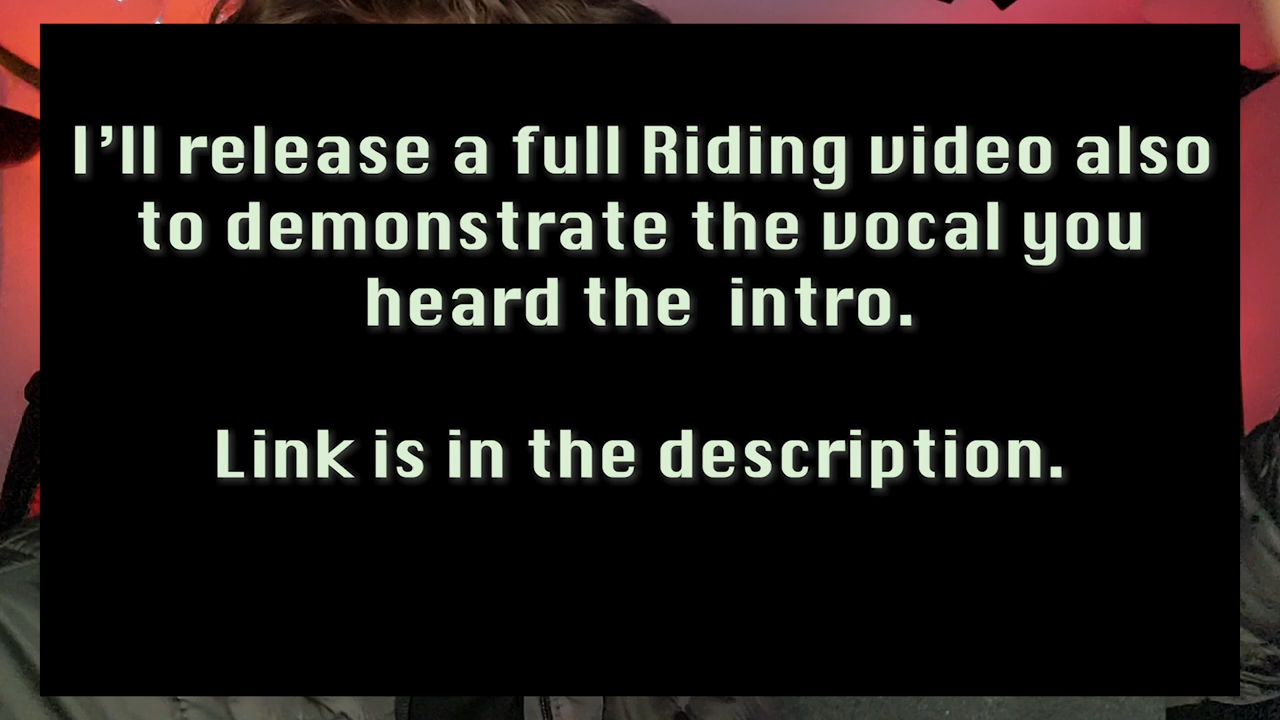 I'll release a full Riding video also
to demonstrate the vocal you
heard the  intro.
Link is in the description.